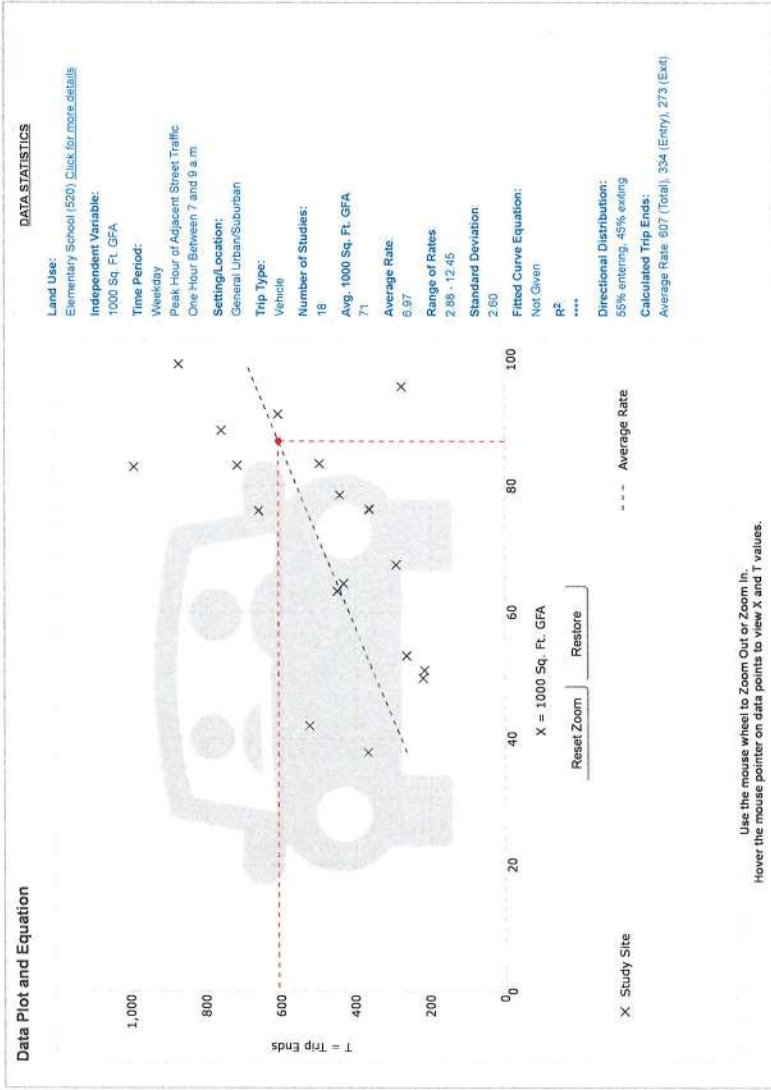 Data Plot and Equation
DATA STATISTICS
Land Use:
Elementary School (520) Click for more details
Independent Variable:
1000 Sq. Ft. GFA
Time Period:
Weekday
Peak Hour of Adjacent Street Traffic
One Hour Between 7 and 9 a.m.
Setting/Location:
General Urban/Suburban
Trip Type:
Vehicle
Number of Studies:
18
Avg. 1000 Sq. Ft. GFA
71
Average Rate:
6.97
Range of Rates
2.88 - 12.45
Standard Deviation
2.60
Fitted Curve Equation:
Not Given
R²
****
Directional Distribution:
55% entering, 45% exiting
Calculated Trip Ends:
Average Rate: 607 (Total), 334 (Entry), 273 (Exit)
T = Trip Ends
1,000
800
600
400
200
0
20
40
60
80
100
X = 1000 Sq. Ft. GFA
Reset Zoom
Restore
Study Site
Average Rate
Use the mouse wheel to Zoom Out or Zoom In.
Hover the mouse pointer on data points to view X and T values.